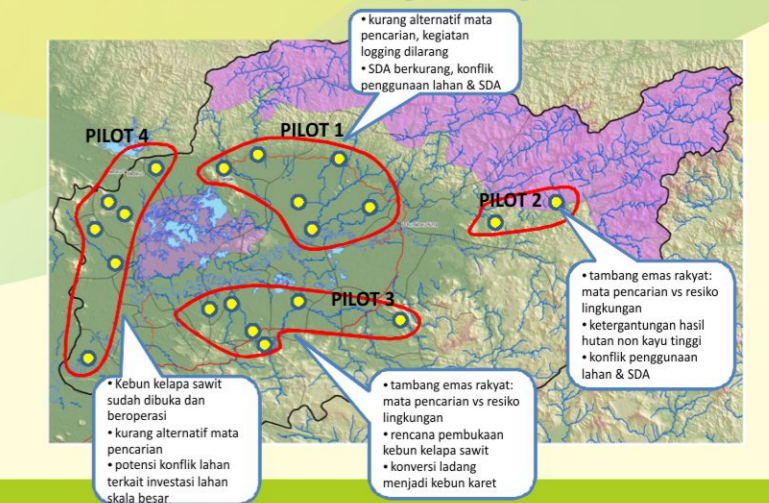 • kurang alternatif mata
pencarian, kegiatan
logging dilarang
• SDA berkurang, konflik
penggunaan lahan & SDA
PILOT 4
PILOT 1
PILOT 2
PILOT 3
• tambang emas rakyat:
mata pencarian vs resiko
lingkungan
• ketergantungan hasil
hutan non kayu tinggi
• konflik penggunaan
lahan & SDA
• Kebun kelapa sawit
sudah dibuka dan
beroperasi
• kurang alternatif mata
pencarian
• potensi konflik lahan
terkait investasi lahan
skala besar
• tambang emas rakyat:
mata pencarian vs resiko
lingkungan
• rencana pembukaan
kebun kelapa sawit
• konversi ladang
menjadi kebun karet